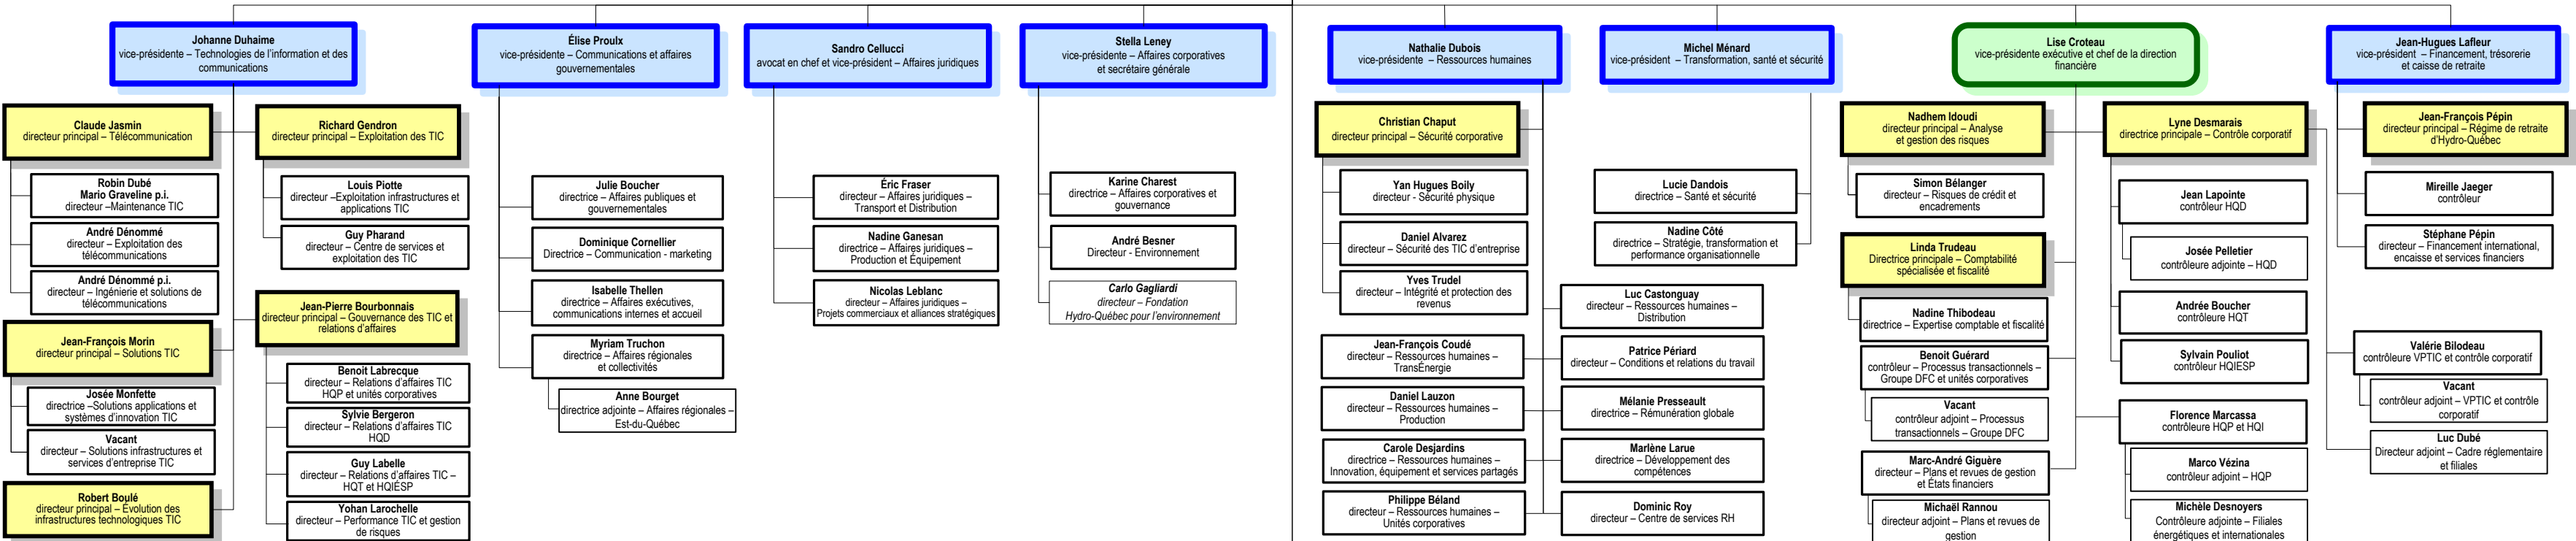 Johanne Duhaime
vice-présidente – Technologies de l'information et des
communications
Claude Jasmin
directeur principal – Télécommunication
Robin Dubé
Mario Graveline p.i.
directeur –Maintenance TIC
André Dénommé
directeur – Exploitation des
télécommunications
André Dénommé p.i.
directeur – Ingénierie et solutions de
télécommunications
Jean-François Morin
directeur principal – Solutions TIC
Josée Monfette
directrice –Solutions applications et
systèmes d'innovation TIC
Vacant
directeur – Solutions infrastructures et
services d'entreprise TIC
Robert Boulé
directeur principal – Évolution des
infrastructures technologiques TIC
Richard Gendron
directeur principal – Exploitation des TIC
Louis Piotte
directeur –Exploitation infrastructures et
applications TIC
Guy Pharand
directeur – Centre de services et
exploitation des TIC
Jean-Pierre Bourbonnais
directeur principal – Gouvernance des TIC et
relations d'affaires
Benoit Labrecque
directeur – Relations d'affaires TIC
HQP et unités corporatives
Sylvie Bergeron
directeur – Relations d'affaires TIC
HQD
Guy Labelle
directeur – Relations d'affaires TIC –
HQT et HQIESP
Yohan Larochelle
directeur – Performance TIC et gestion
de risques
Élise Proulx
vice-présidente – Communications et affaires
gouvernementales
Julie Boucher
directrice – Affaires publiques et
gouvernementales
Dominique Cornellier
Directrice – Communication - marketing
Isabelle Thellen
directrice – Affaires exécutives,
communications internes et accueil
Myriam Truchon
directrice – Affaires régionales
et collectivités
Anne Bourget
directrice adjointe – Affaires régionales –
Est-du-Québec
Sandro Cellucci
avocat en chef et vice-président – Affaires juridiques
Éric Fraser
directeur – Affaires juridiques –
Transport et Distribution
Nadine Ganesan
directrice – Affaires juridiques –
Production et Équipement
Nicolas Leblanc
directeur – Affaires juridiques –
Projets commerciaux et alliances stratégiques
Stella Leney
vice-présidente – Affaires corporatives
et secrétaire générale
Karine Charest
directrice – Affaires corporatives et
gouvernance
André Besner
Directeur - Environnement
Carlo Gagliardi
directeur – Fondation
Hydro-Québec pour l'environnement
Nathalie Dubois
vice-présidente – Ressources humaines
Christian Chaput
directeur principal – Sécurité corporative
Yan Hugues Boily
directeur - Sécurité physique
Daniel Alvarez
directeur – Sécurité des TIC d'entreprise
Yves Trudel
directeur – Intégrité et protection des
revenus
Jean-François Coudé
directeur – Ressources humaines –
TransÉnergie
Daniel Lauzon
directeur – Ressources humaines –
Production
Carole Desjardins
directrice – Ressources humaines –
Innovation, équipement et services partagés
Philippe Béland
directeur – Ressources humaines –
Unités corporatives
Luc Castonguay
directeur – Ressources humaines –
Distribution
Patrice Périard
directeur – Conditions et relations du travail
Mélanie Presseault
directrice – Rémunération globale
Marlène Larue
directrice – Développement des
compétences
Dominic Roy
directeur – Centre de services RH
Michel Ménard
vice-président – Transformation, santé et sécurité
Lucie Dandois
directrice – Santé et sécurité
Nadine Côté
directrice – Stratégie, transformation et
performance organisationnelle
Lise Croteau
vice-présidente exécutive et chef de la direction
financière
Nadhem Idoudi
directeur principal – Analyse
et gestion des risques
Simon Bélanger
directeur – Risques de crédit et
encadrements
Linda Trudeau
Directrice principale – Comptabilité
spécialisée et fiscalité
Nadine Thibodeau
directrice – Expertise comptable et fiscalité
Benoit Guérard
contrôleur – Processus transactionnels –
Groupe DFC et unités corporatives
Vacant
contrôleur adjoint – Processus
transactionnels – Groupe DFC
Marc-André Giguère
directeur – Plans et revues de gestion
et États financiers
Michaël Rannou
directeur adjoint – Plans et revues de
gestion
Lyne Desmarais
directrice principale – Contrôle corporatif
Jean Lapointe
contrôleur HQD
Josée Pelletier
contrôleure adjointe – HQD
Andrée Boucher
contrôleure HQT
Sylvain Pouliot
contrôleur HQIESP
Florence Marcassa
contrôleure HQP et HQI
Marco Vézina
contrôleur adjoint – HQP
Michèle Desnoyers
Contrôleure adjointe – Filiales
énergétiques et internationales
Jean-Hugues Lafleur
vice-président – Financement, trésorerie
et caisse de retraite
Jean-François Pépin
directeur principal – Régime de retraite
d'Hydro-Québec
Mireille Jaeger
contrôleur
Stéphane Pépin
directeur – Financement international,
encaisse et services financiers
Valérie Bilodeau
contrôleure VPTIC et contrôle corporatif
Vacant
contrôleur adjoint – VPTIC et contrôle
corporatif
Luc Dubé
Directeur adjoint – Cadre réglementaire
et filiales